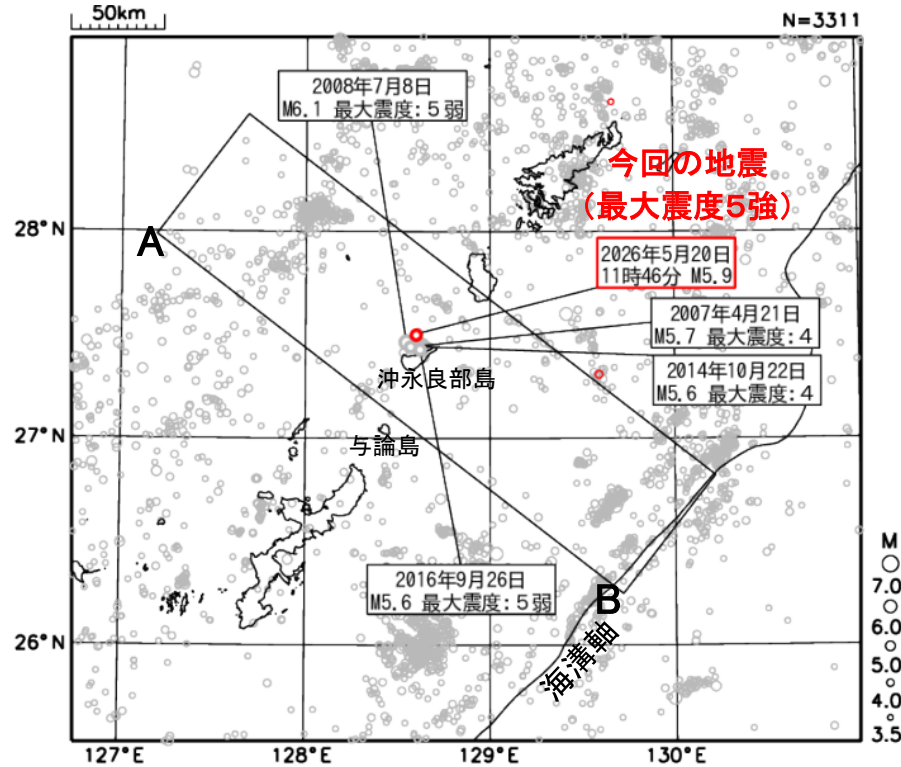 50km
N=3311
2008年7月8日
M6.1 最大震度:5弱
今回の地震
(最大震度5強)
28°N
A
2026年5月20日
11時46分 M5.9
2007年4月21日
M5.7 最大震度:4
2014年10月22日
M5.6 最大震度:4
沖永良部島
27°N
与論島
2016年9月26日
M5.6 最大震度:5弱
B
海溝軸
26°N
M
7.0
6.0
5.0
4.0
3.5
127°E
128°E
129°E
130°E